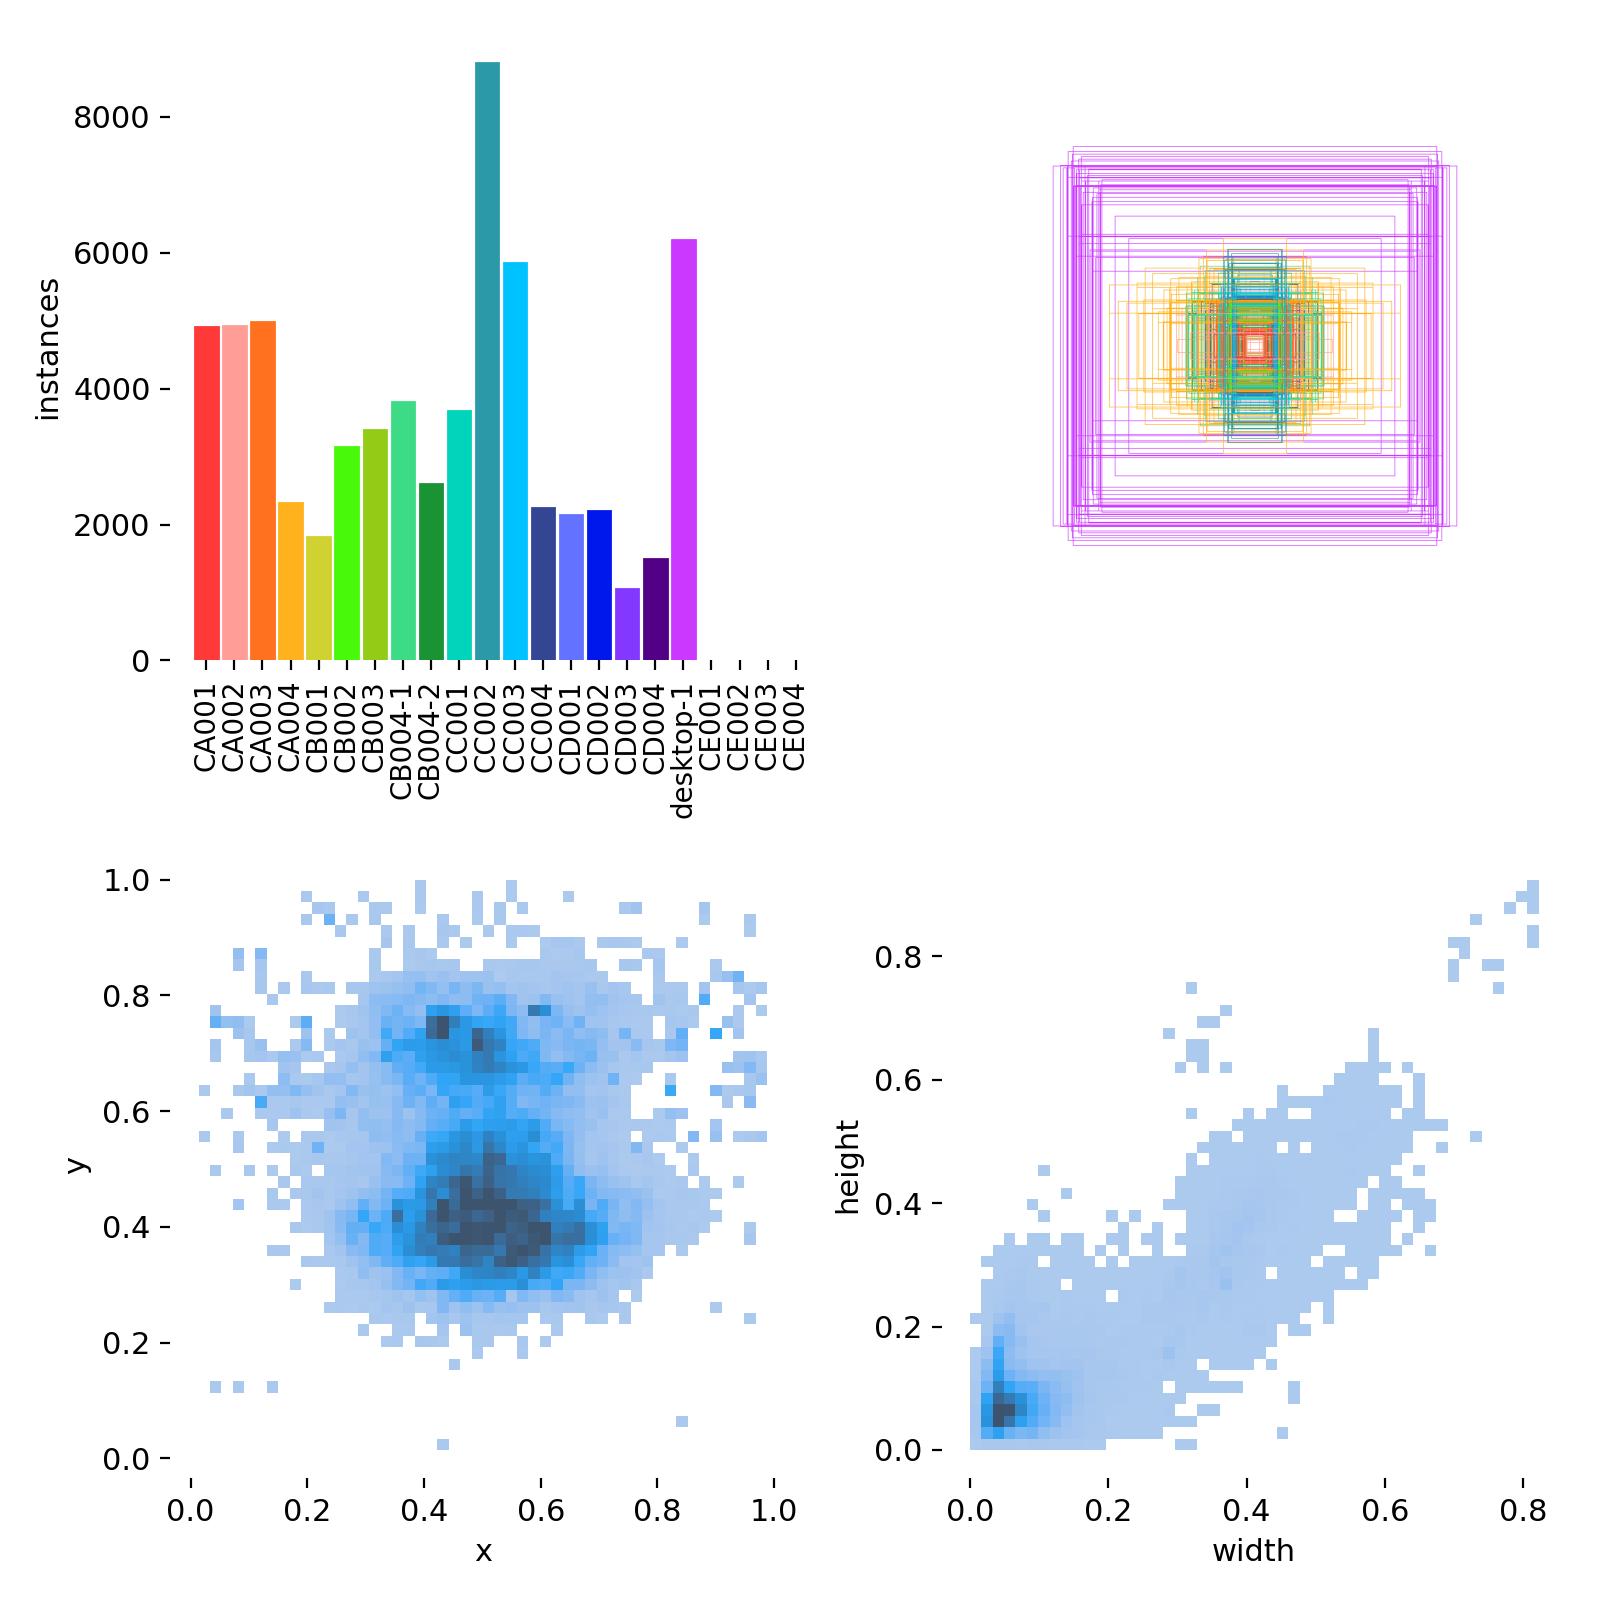 instances
8000
6000
4000
2000
0
CA001
CA002
CA003
CA004
CB001
CB002
CB003
CB004-1
CB004-2
CC001
CC002
CC003
CC004
CD001
CD002
CD003
CD004
desktop-1
CE001
CE002
CE003
CE004
y
1.0
0.8
0.6
0.4
0.2
0.0
0.0 0.2 0.4 0.6 0.8 1.0
x
height
0.8
0.6
0.4
0.2
0.0
0.0 0.2 0.4 0.6 0.8
width